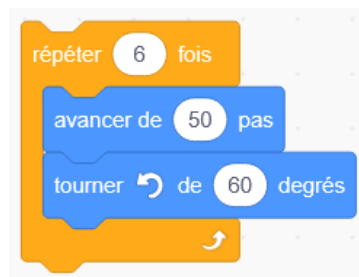 répéter 6 fois
avancer de 50 pas
tourner de 60 degrés